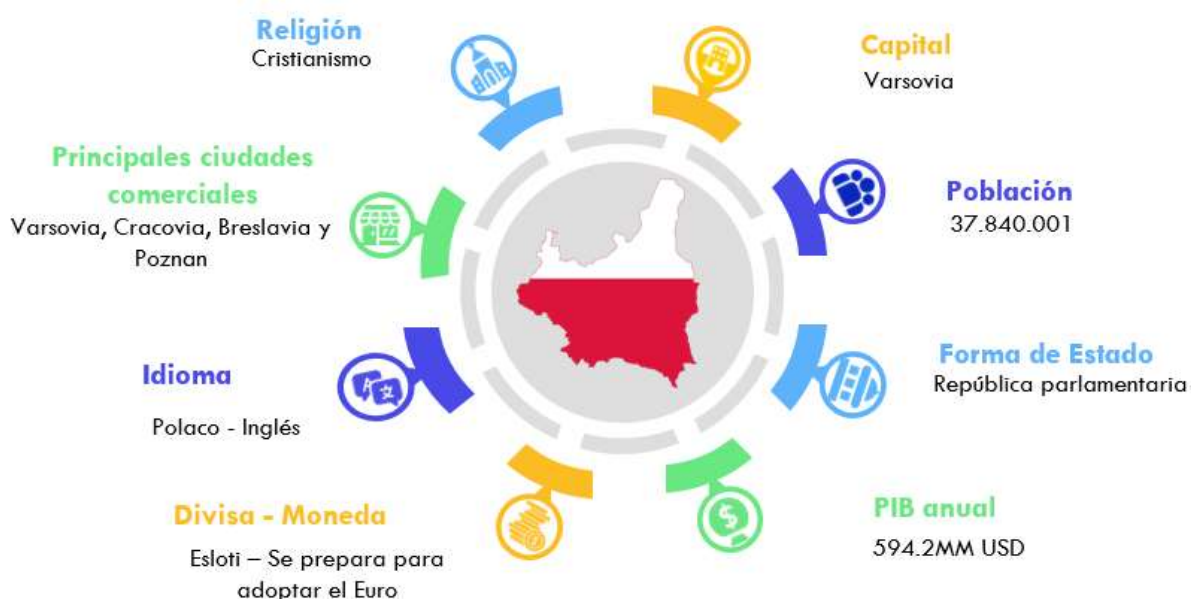 Religión
Cristianismo
Capital
Varsovia
Principales ciudades
comerciales
Varsovia, Cracovia, Breslavia y
Poznan
Población
37.840.001
Idioma
Polaco - Inglés
Forma de Estado
República parlamentaria
Divisa - Moneda
Esloti – Se prepara para
adoptar el Euro
PIB anual
594.2MM USD